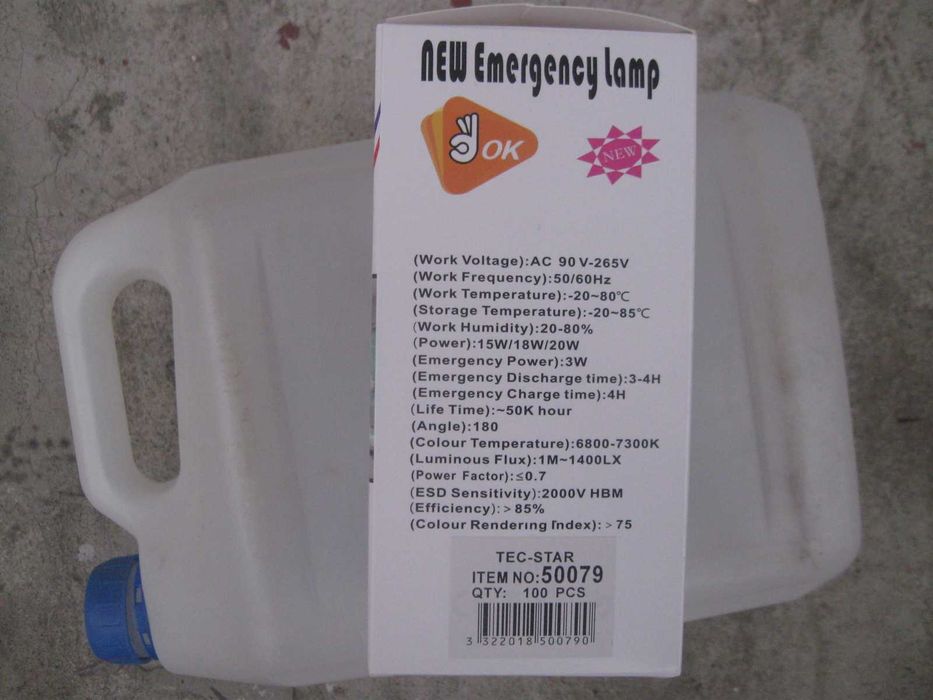 NEW Emergency Lamp
OK
NEW
(Work Voltage):AC 90V-265V
(Work Frequency):50/60Hz
(Work Temperature):-20~80℃
(Storage Temperature):-20~85℃
(Work Humidity):20-80%
(Power):15W/18W/20W
(Emergency Power):3W
(Emergency Discharge time):3-4H
(Emergency Charge time):4H
(Life Time):~50K hour
(Angle):180
(Colour Temperature):6800-7300K
(Luminous Flux):1M~1400LX
(Power Factor):≤0.7
(ESD Sensitivity):2000V HBM
(Efficiency):>85%
(Colour Rendering Index):>75
TEC-STAR
ITEM NO:50079
QTY: 100 PCS
3 322018 500790